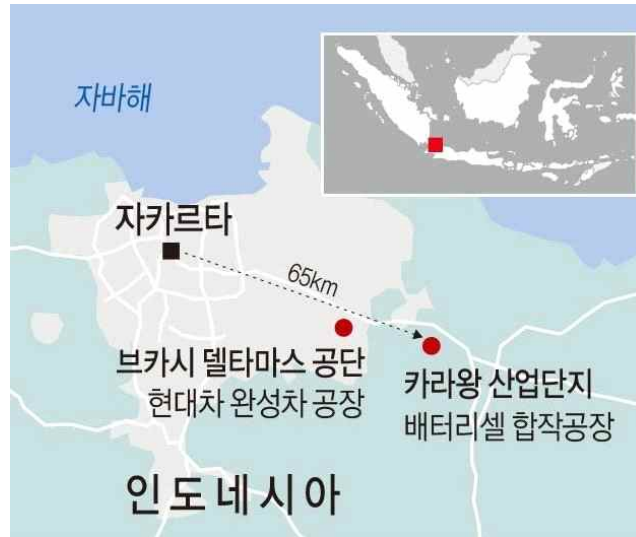 자바해
자카르타
65km
브카시 델타마스 공단
현대차 완성차 공장
카라왕 산업단지
배터리셀 합작공장
인도네시아